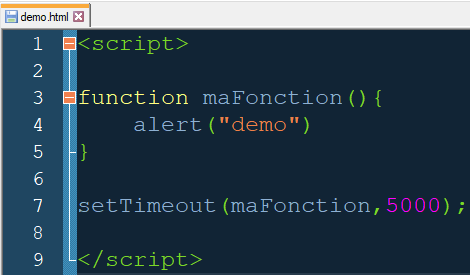 demo.html
1 <script>
2
3 function maFonction(){
4 alert("demo")
5 }
6
7 setTimeout(maFonction,5000);
8
9 </script>